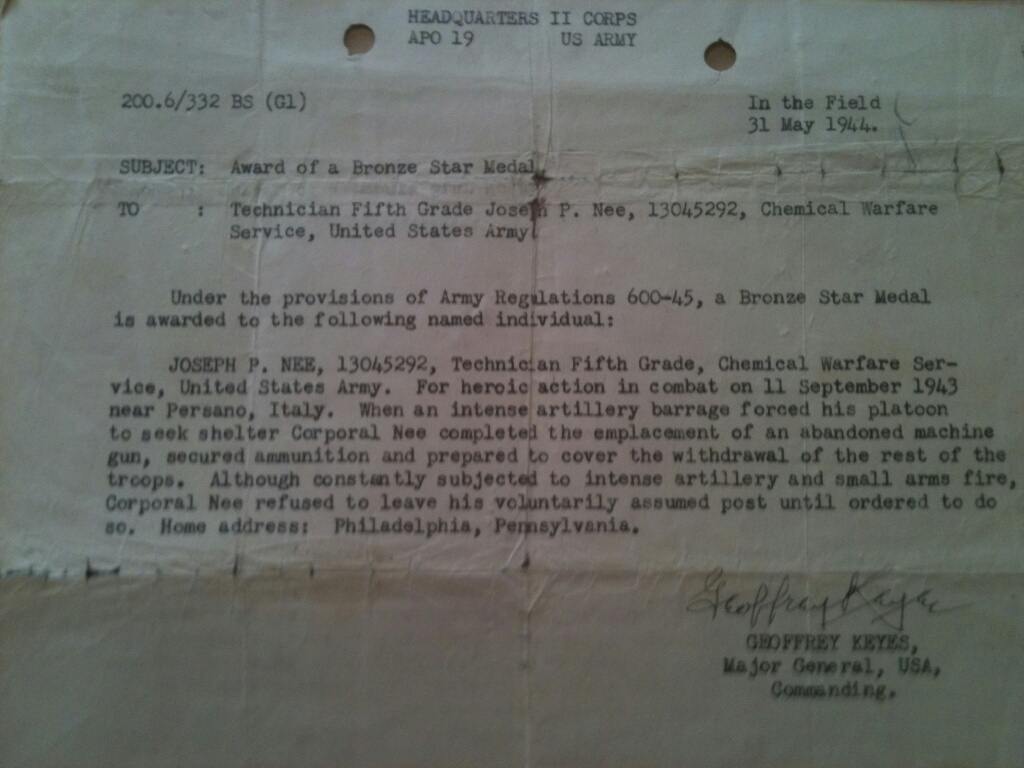 HEADQUARTERS II CORPS
APO 19 US ARMY
200.6/332 BS (G1)
In the Field
31 May 1944.
SUBJECT: Award of a Bronze Star Medal
TO : Technician Fifth Grade Joseph P. Nee, 13045292, Chemical Warfare
Service, United States Army
Under the provisions of Army Regulations 600-45, a Bronze Star Medal
is awarded to the following named individual:
JOSEPH P. NEE, 13045292, Technician Fifth Grade, Chemical Warfare Ser-
vice, United States Army. For heroic action in combat on 11 September 1943
near Persano, Italy. When an intense artillery barrage forced his platoon
to seek shelter Corporal Nee completed the emplacement of an abandoned machine
gun, secured ammunition and prepared to cover the withdrawal of the rest of the
troops. Although constantly subjected to intense artillery and small arms fire,
Corporal Nee refused to leave his voluntarily assumed post until ordered to do
so. Home address: Philadelphia, Pennsylvania.
Geoffrey Keyes
GEOFFREY KEYES,
Major General, USA,
Commanding.